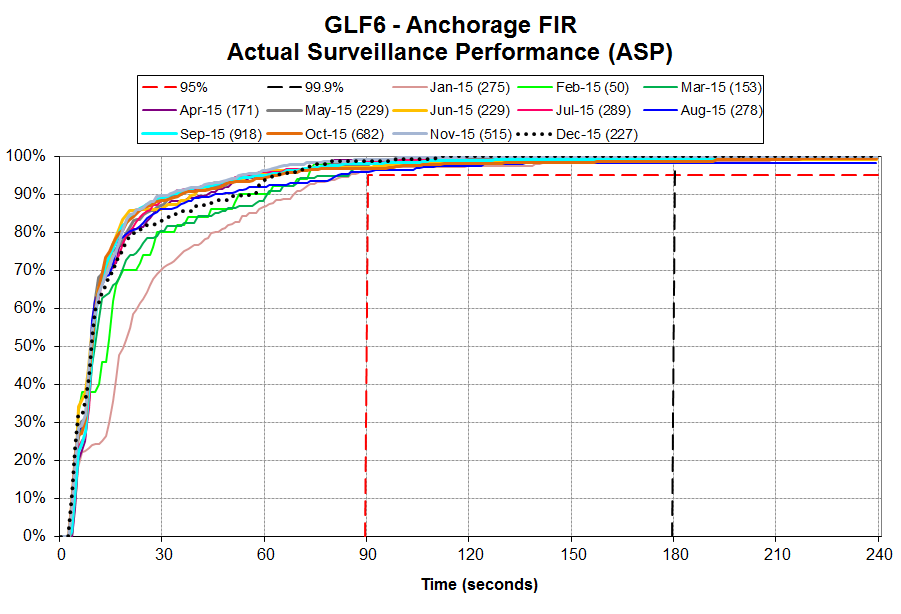 GLF6 - Anchorage FIR
Actual Surveillance Performance (ASP)
95% 99.9% Jan-15 (275) Feb-15 (50) Mar-15 (153)
Apr-15 (171) May-15 (229) Jun-15 (229) Jul-15 (289) Aug-15 (278)
Sep-15 (918) Oct-15 (682) Nov-15 (515) Dec-15 (227)
100%
90%
80%
70%
60%
50%
40%
30%
20%
10%
0%
0 30 60 90 120 150 180 210 240
Time (seconds)